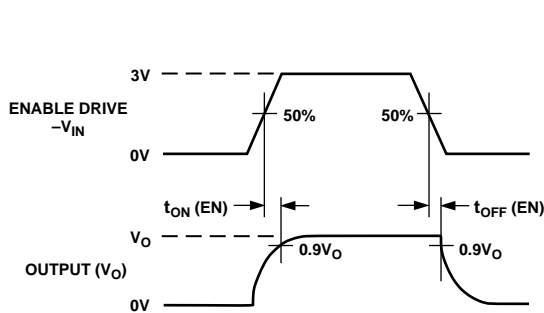 3V
ENABLE DRIVE
–VIN
50%
50%
0V
tON (EN)
tOFF (EN)
VO
0.9VO
0.9VO
OUTPUT (VO)
0V